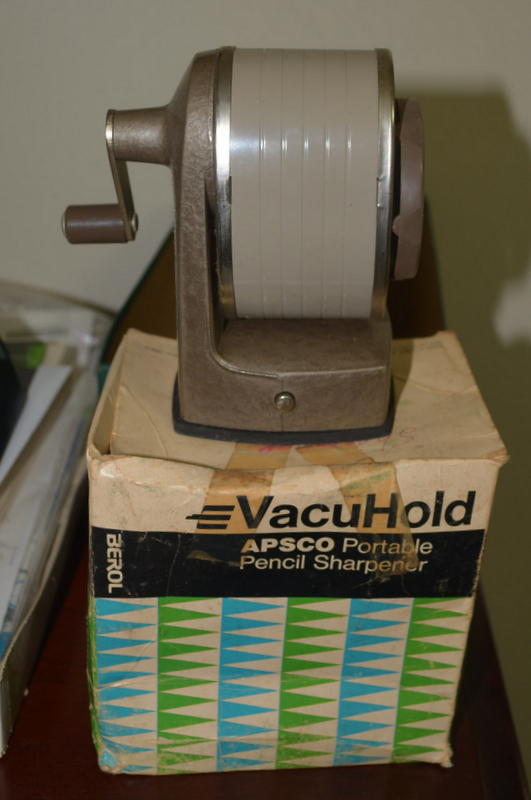 VacuHold
APSCO Portable
Pencil Sharpener
BEROL